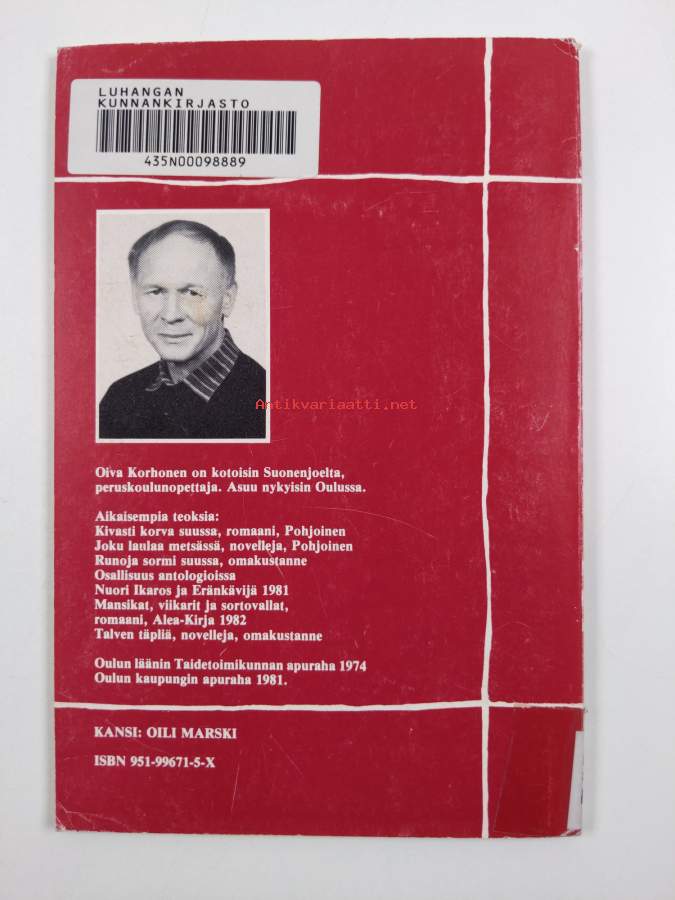 LUHANGAN
KUNNANKIRJASTO
435N00098889
Antikvariaatti.net
Oiva Korhonen on kotoisin Suonenjoelta,
peruskoulunopettaja. Asuu nykyisin Oulussa.
Aikaisempia teoksia:
Kivasti korva suussa, romaani, Pohjoinen
Joku laulaa metsässä, novelleja, Pohjoinen
Runoja sormi suussa, omakustanne
Osallisuus antologioissa
Nuori Ikaros ja Eränkävijä 1981
Mansikat, viikarit ja sortovallat,
romaani, Alea-Kirja 1982
Talven täpliä, novelleja, omakustanne
Oulun läänin Taidetoimikunnan apuraha 1974
Oulun kaupungin apuraha 1981.
KANSI: OILI MARSKI
ISBN 951-99671-5-X